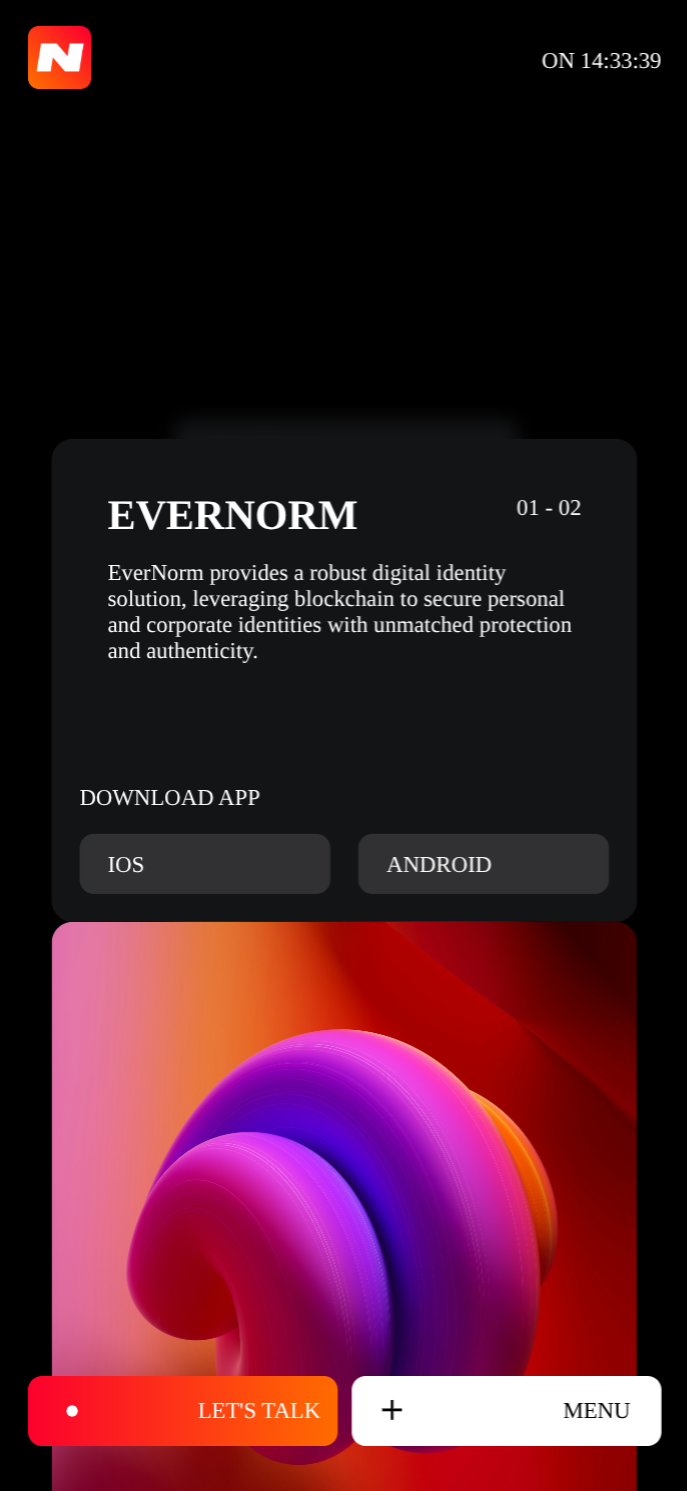 N
ON 14:33:39
EVERNORM
01 - 02
EverNorm provides a robust digital identity
solution, leveraging blockchain to secure personal
and corporate identities with unmatched protection
and authenticity.
DOWNLOAD APP
IOS
ANDROID
LET'S TALK
MENU